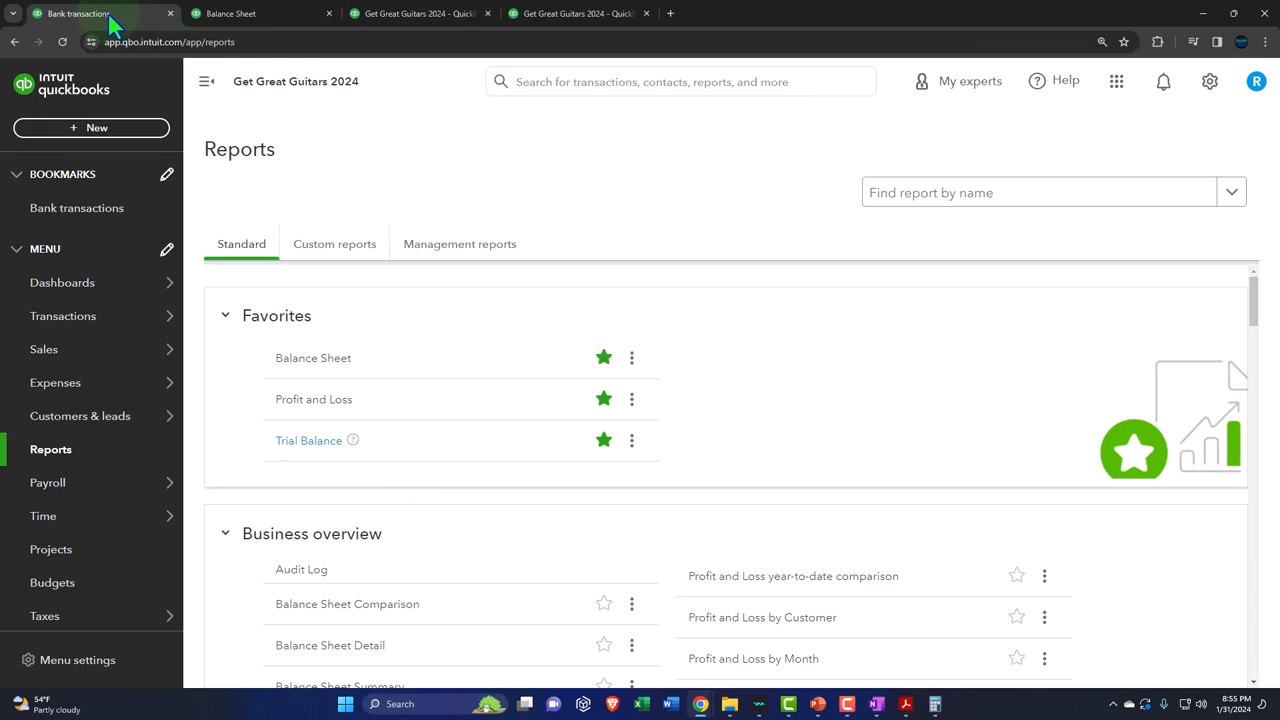 Bank transactions
Balance Sheet
Get Great Guitars 2024 - Quickl
Get Great Guitars 2024 - Quickl
app.qbo.intuit.com/app/reports
INTUIT
quickbooks
Get Great Guitars 2024
Search for transactions, contacts, reports, and more
My experts
Help
R
+ New
Reports
BOOKMARKS
Find report by name
Bank transactions
Standard
Custom reports
Management reports
MENU
Dashboards
Transactions
Sales
Expenses
Customers & leads
Reports
Payroll
Time
Projects
Budgets
Taxes
Menu settings
Favorites
Balance Sheet
Profit and Loss
Trial Balance
Business overview
Audit Log
Balance Sheet Comparison
Balance Sheet Detail
Balance Sheet Summary
Profit and Loss year-to-date comparison
Profit and Loss by Customer
Profit and Loss by Month
54°F
Partly cloudy
Search
8:55 PM
1/31/2024